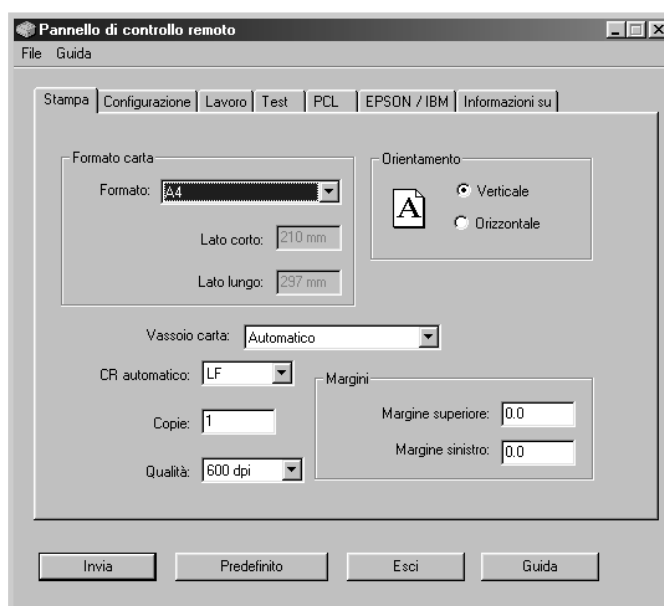 Pannello di controllo remoto
File Guida
Stampa Configurazione Lavoro Test PCL EPSON / IBM Informazioni su
Formato carta
Formato: A4
Lato corto: 210 mm
Lato lungo: 297 mm
Orientamento
A
Verticale
Orizzontale
Vassoio carta: Automatico
CR automatico: LF
Copie: 1
Qualità: 600 dpi
Margini
Margine superiore: 0.0
Margine sinistro: 0.0
Invia Predefinito Esci Guida